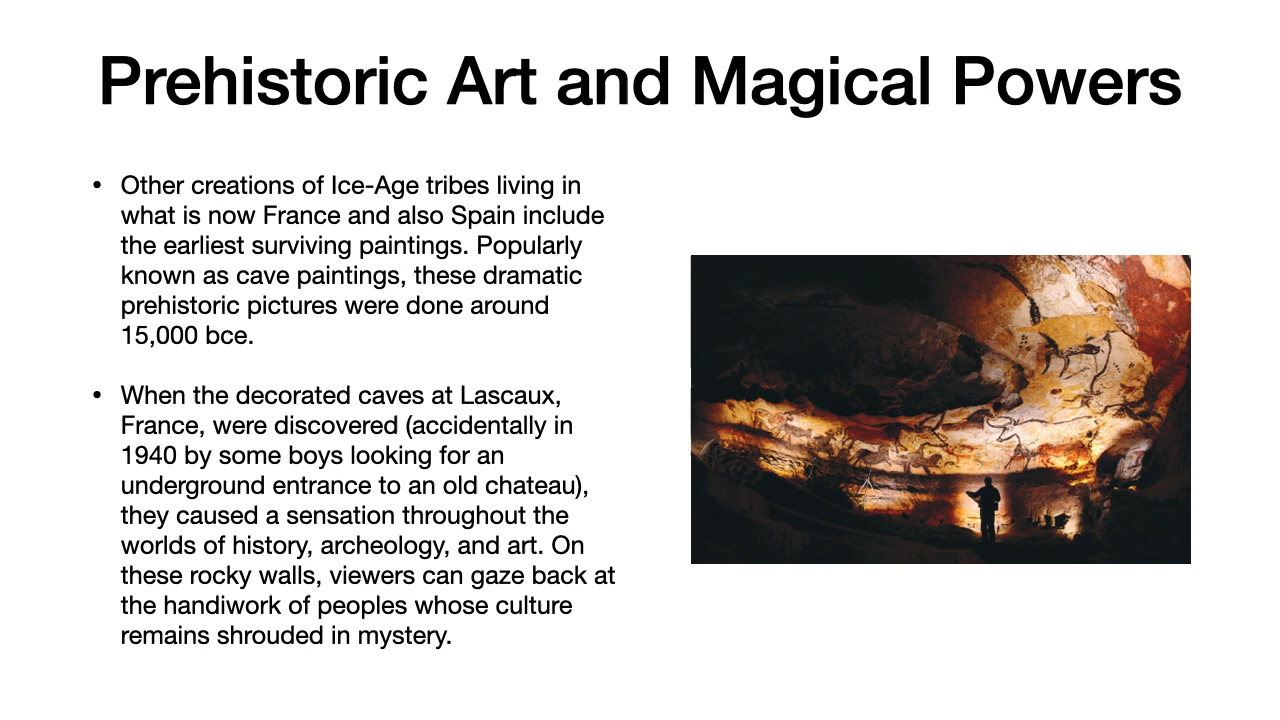 Prehistoric Art and Magical Powers
• Other creations of Ice-Age tribes living in
what is now France and also Spain include
the earliest surviving paintings. Popularly
known as cave paintings, these dramatic
prehistoric pictures were done around
15,000 bce.
• When the decorated caves at Lascaux,
France, were discovered (accidentally in
1940 by some boys looking for an
underground entrance to an old chateau),
they caused a sensation throughout the
worlds of history, archeology, and art. On
these rocky walls, viewers can gaze back at
the handiwork of peoples whose culture
remains shrouded in mystery.